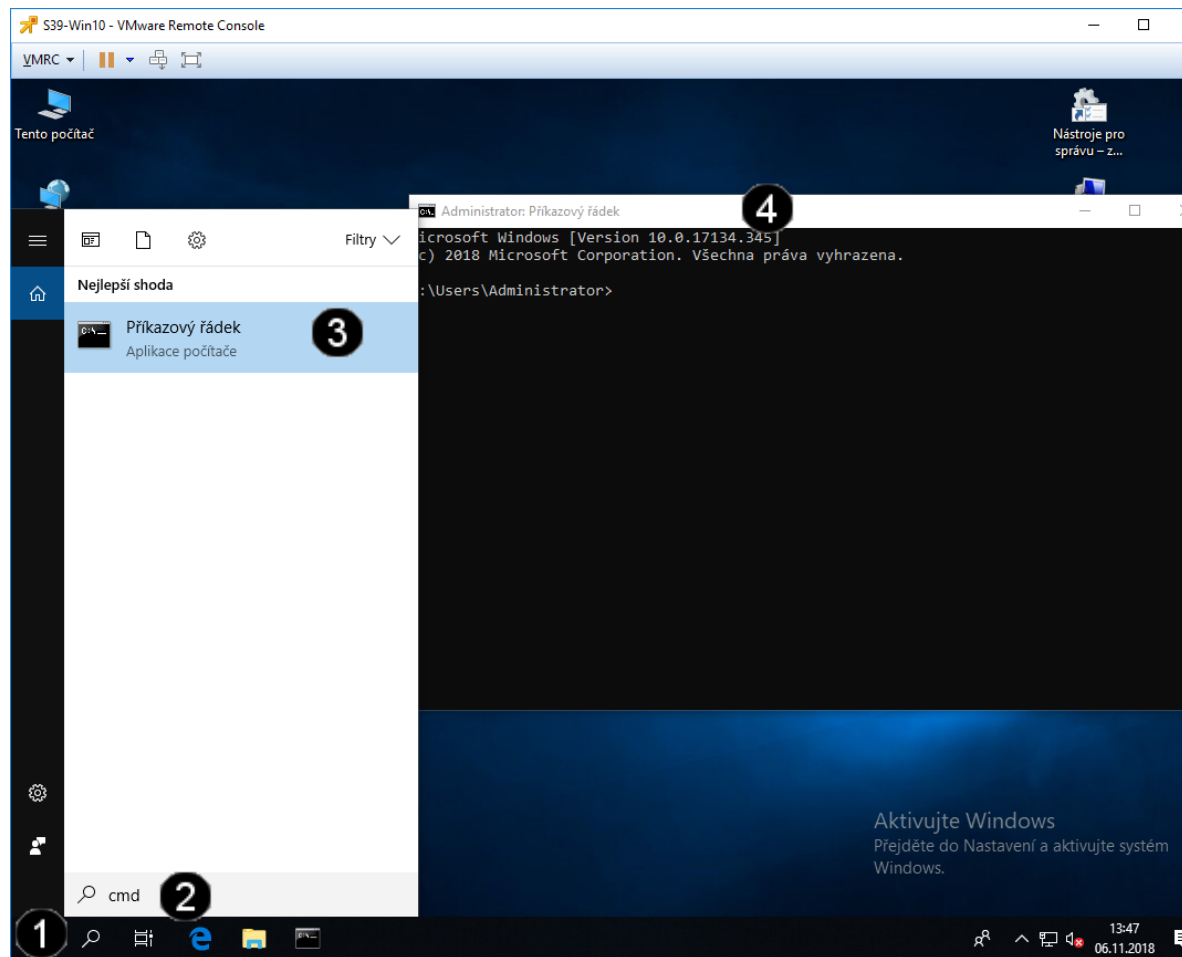 S39-Win10 - VMware Remote Console
VMRC
Tento počítač
Nástroje pro
správu – z...
Administrator: Příkazový řádek
4
icrosoft Windows [Version 10.0.17134.345]
c) 2018 Microsoft Corporation. Všechna práva vyhrazena.
:\Users\Administrator>
Filtry
Nejlepší shoda
Příkazový řádek
Aplikace počítače
3
Aktivujte Windows
Přejděte do Nastavení a aktivujte systém
Windows.
cmd
2
1
13:47
06.11.2018